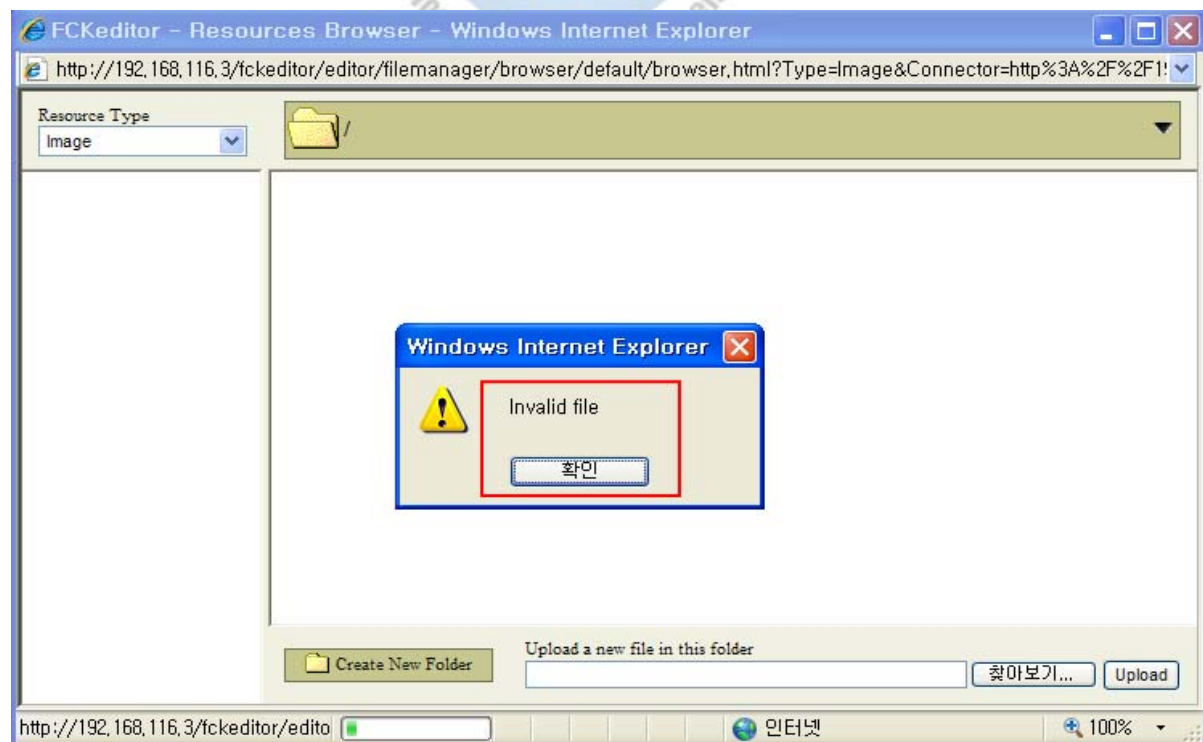 FCKeditor - Resources Browser - Windows Internet Explorer
http://192,168,116,3/fckeditor/editor/filemanager/browser/default/browser,html?Type=Image&Connector=http%3A%2F%2F1
Resource Type
Image
/
Windows Internet Explorer
Invalid file
확인
Create New Folder
Upload a new file in this folder
찾아보기...
Upload
http://192,168,116,3/fckeditor/edito
인터넷
100%